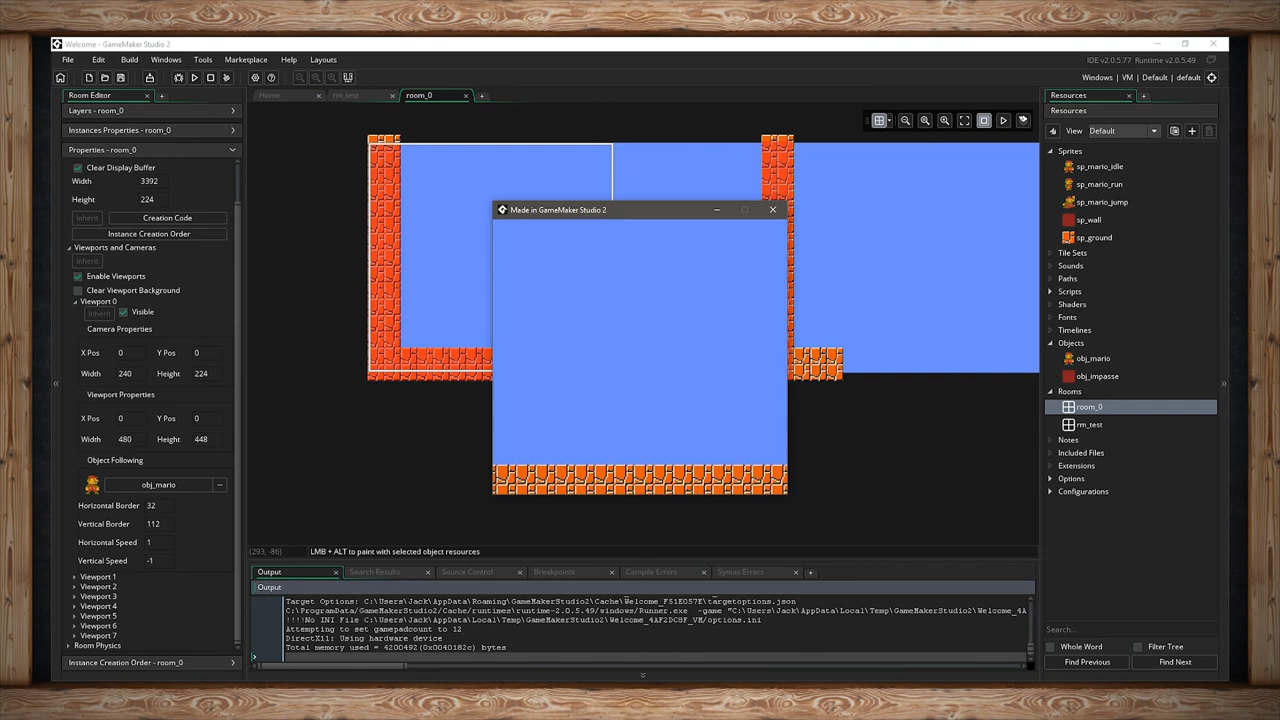 Welcome - GameMaker Studio 2
File Edit Build Windows Tools Marketplace Help Layouts
IDE v2.0.5.77 Runtime v2.0.5.49
Windows | VM | Default | default
Room Editor
Home
rm_test
room_0
Resources
Layers - room_0
Instances Properties - room_0
Properties - room_0
Clear Display Buffer
Width 3392
Height 224
Inherit Creation Code
Instance Creation Order
Viewports and Cameras
Inherit
Enable Viewports
Clear Viewport Background
Viewport 0
Inherit Visible
Camera Properties
X Pos 0 Y Pos 0
Width 240 Height 224
Viewport Properties
X Pos 0 Y Pos 0
Width 480 Height 448
Object Following
obj_mario
Horizontal Border 32
Vertical Border 112
Horizontal Speed 1
Vertical Speed -1
Viewport 1
Viewport 2
Viewport 3
Viewport 4
Viewport 5
Viewport 6
Viewport 7
Room Physics
Instance Creation Order - room_0
Made in GameMaker Studio 2
(293, -86) LMB + ALT to paint with selected object resources
Output Search Results Source Control Breakpoints Compile Errors Syntax Errors
Output
Target Options: C:\Users\Jack\AppData\Roaming\GameMakerStudio2\Cache\Welcome_F51E057E\targetoptions.json
C:\ProgramData/GameMakerStudio2/Cache/runtimes\runtime-2.0.5.49/windows/Runner.exe -game "C:\Users\Jack\AppData\Local\Temp\GameMakerStudio2\Welcome_4A
!!!!No INI File C:\Users\Jack\AppData\Local\Temp\GameMakerStudio2\Welcome_4AF2DC8F_VM/options.ini
Attempting to set gamepadcount to 12
DirectX11: Using hardware device
Total memory used = 4200492(0x0040182c) bytes
Resources
View Default
Sprites
sp_mario_idle
sp_mario_run
sp_mario_jump
sp_wall
sp_ground
Tile Sets
Sounds
Paths
Scripts
Shaders
Fonts
Timelines
Objects
obj_mario
obj_impasse
Rooms
room_0
rm_test
Notes
Included Files
Extensions
Options
Configurations
Search...
Whole Word Filter Tree
Find Previous Find Next